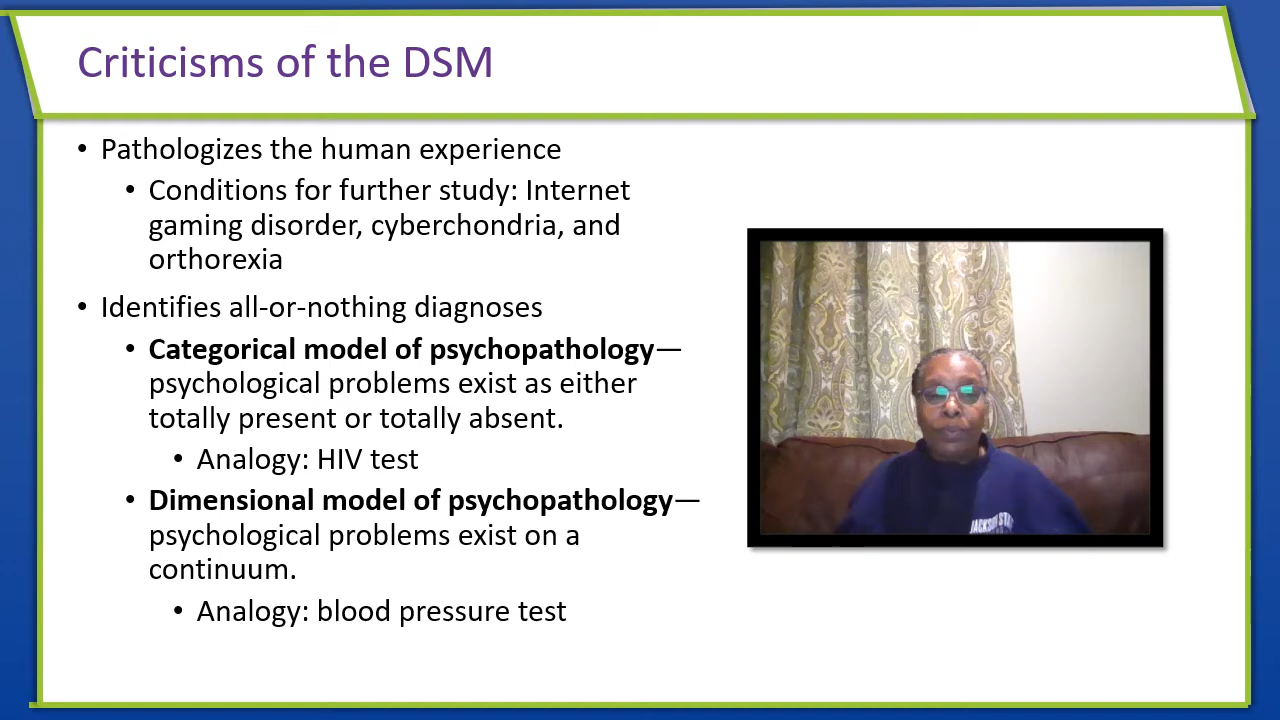 Criticisms of the DSM
• Pathologizes the human experience
• Conditions for further study: Internet
gaming disorder, cyberchondria, and
orthorexia
• Identifies all-or-nothing diagnoses
• Categorical model of psychopathology—
psychological problems exist as either
totally present or totally absent.
• Analogy: HIV test
• Dimensional model of psychopathology—
psychological problems exist on a
continuum.
• Analogy: blood pressure test
JACKSON